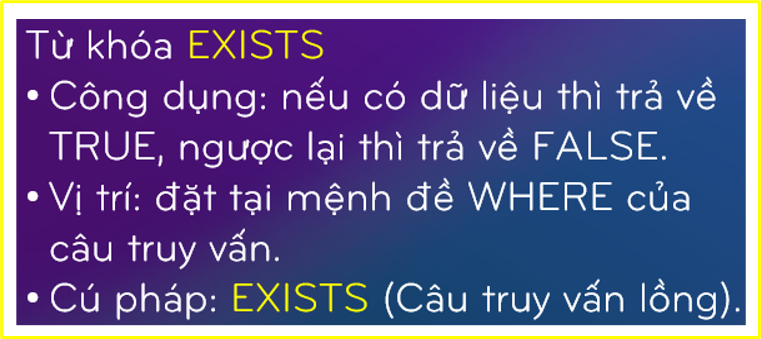 Từ khóa EXISTS
• Công dụng: nếu có dữ liệu thì trả về
TRUE, ngược lại thì trả về FALSE.
• Vị trí: đặt tại mệnh đề WHERE của
câu truy vấn.
• Cú pháp: EXISTS (Câu truy vấn lồng).